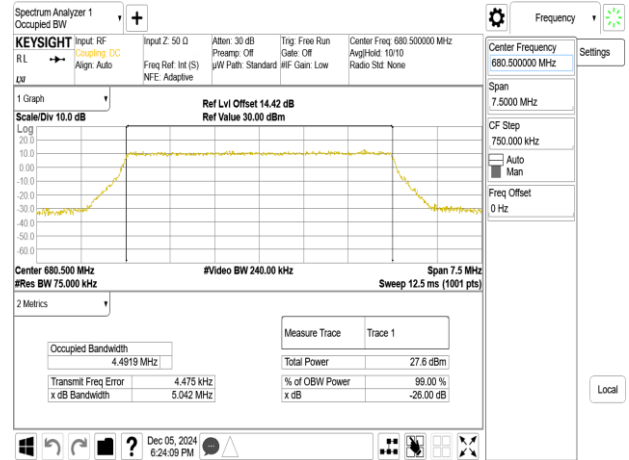 Spectrum Analyzer 1
Occupied BW
Frequency
KEYSIGHT
Input: RF
Coupling: DC
Align: Auto
RL
LXI
Input Z: 50 Ω
Freq Ref: Int (S)
NFE: Adaptive
Atten: 30 dB
Preamp: Off
µW Path: Standard
Trig: Free Run
Gate: Off
#IF Gain: Low
Center Freq: 680.500000 MHz
Avg|Hold: 10/10
Radio Std: None
Center Frequency
680.500000 MHz
Settings
Span
7.5000 MHz
CF Step
750.000 kHz
Auto
Man
Freq Offset
0 Hz
1 Graph
Ref Lvl Offset 14.42 dB
Scale/Div 10.0 dB
Ref Value 30.00 dBm
Log
20.0
10.0
0.00
-10.0
-20.0
-30.0
-40.0
-50.0
-60.0
Center 680.500 MHz
#Video BW 240.00 kHz
Span 7.5 MHz
#Res BW 75.000 kHz
Sweep 12.5 ms (1001 pts)
2 Metrics
Measure Trace
Trace 1
Occupied Bandwidth
4.4919 MHz
Total Power
27.6 dBm
Transmit Freq Error
4.475 kHz
% of OBW Power
99.00 %
x dB Bandwidth
5.042 MHz
x dB
-26.00 dB
Local
?
Dec 05, 2024
6:24:09 PM